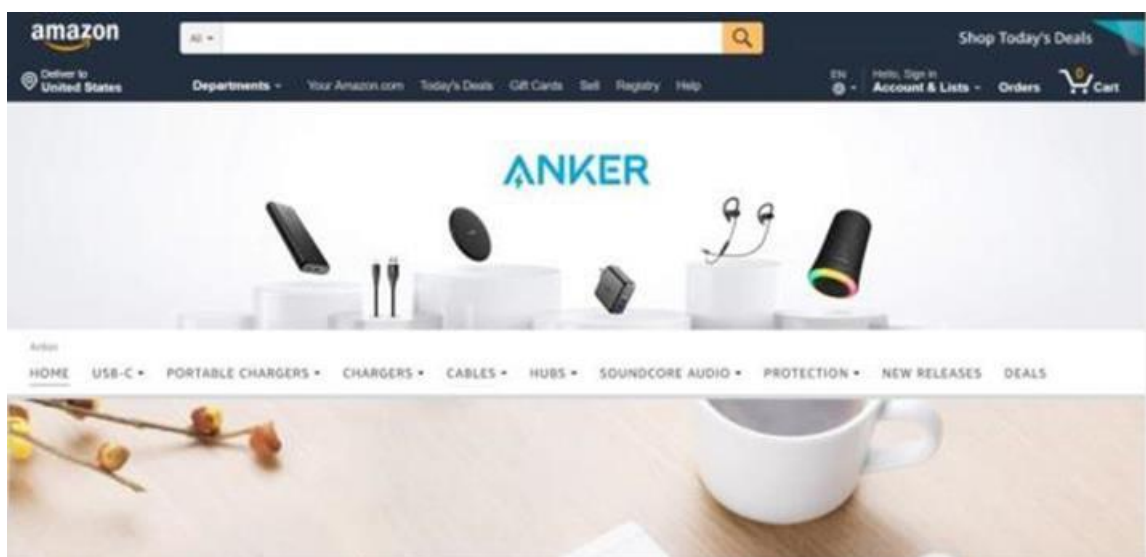 amazon
All
Shop Today's Deals
Deliver to
United States
Departments
Your Amazon.com Today's Deals Gift Cards Sell Registry Help
EN
Hello, Sign in
Account & Lists
Orders
0
Cart
ANKER
Anker
HOME USB-C PORTABLE CHARGERS CHARGERS CABLES HUBS SOUNDCORE AUDIO PROTECTION NEW RELEASES DEALS